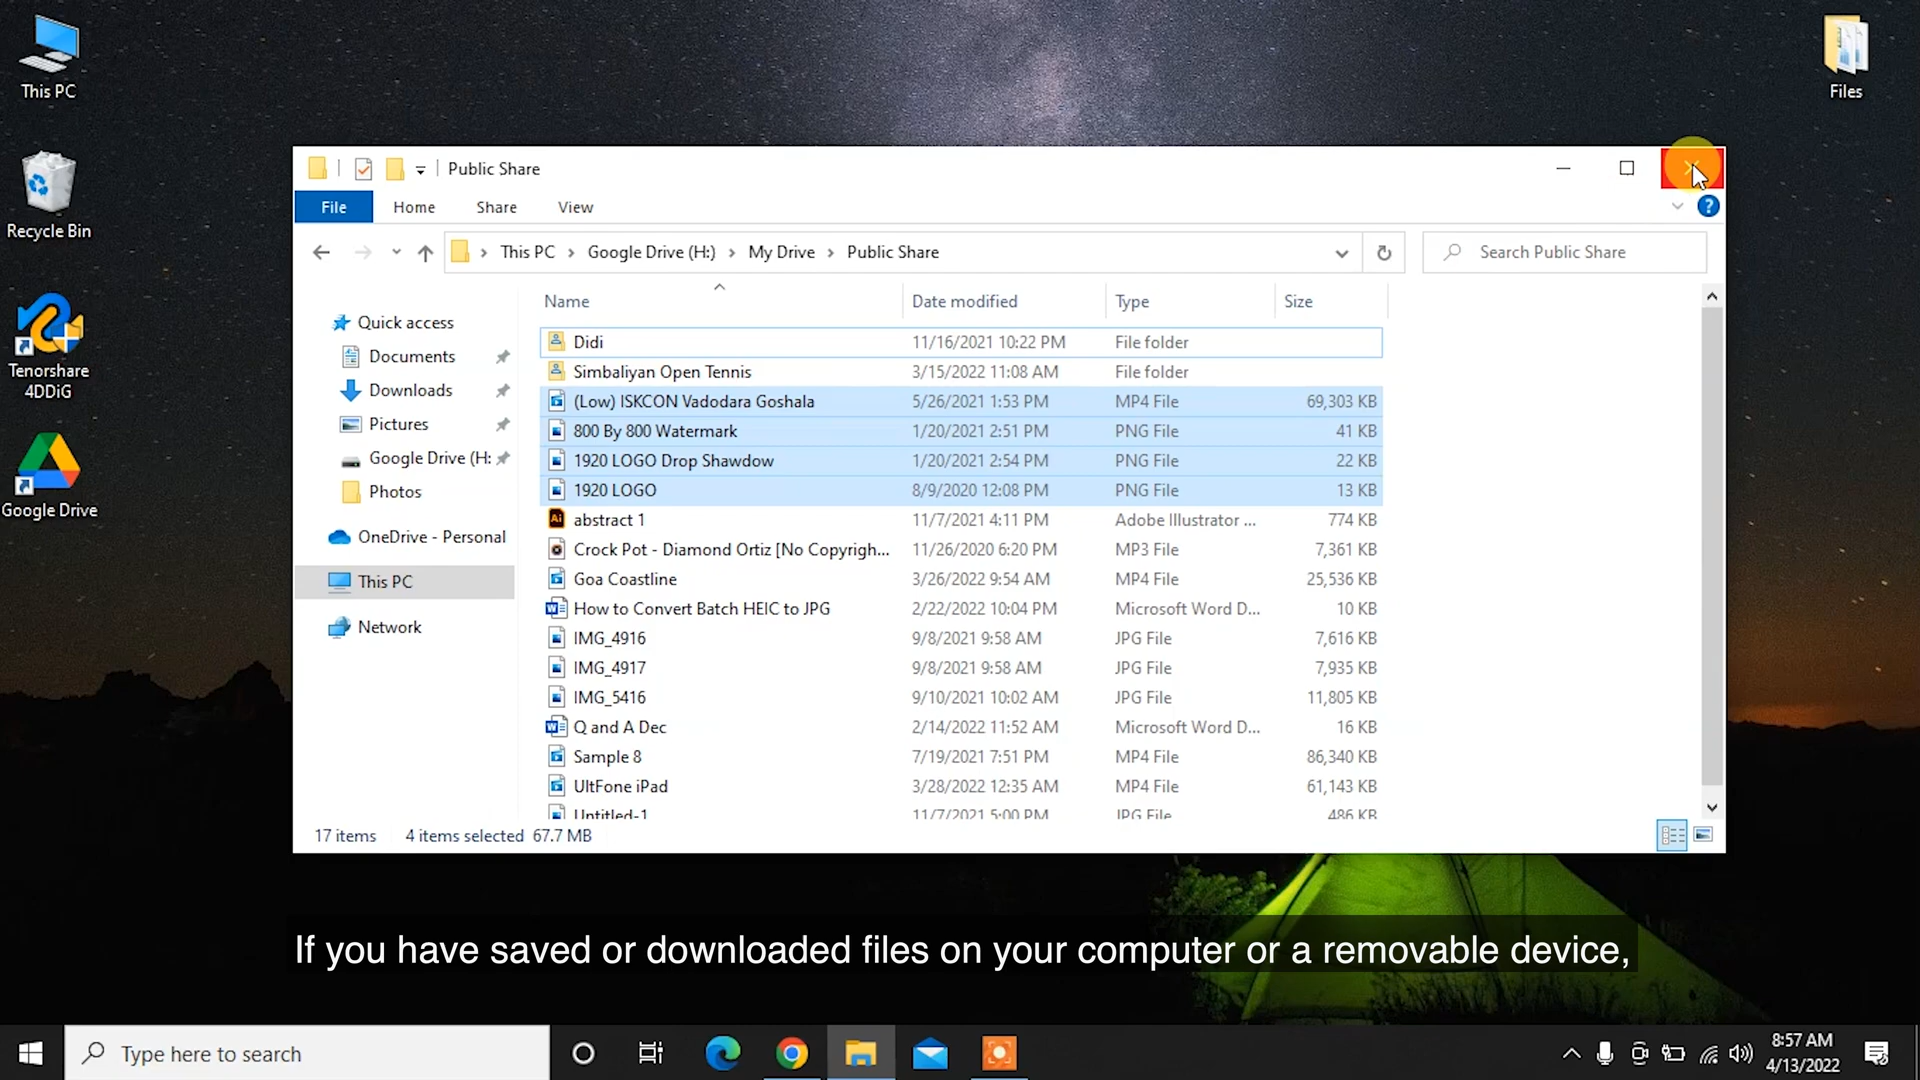 This PC
Recycle Bin
Tenorshare
4DDiG
Google Drive
Files
Public Share
File Home Share View
This PC > Google Drive (H:) > My Drive > Public Share
Search Public Share
Quick access
Documents
Downloads
Pictures
Google Drive (H:
Photos
OneDrive - Personal
This PC
Network
Name Date modified Type Size
Didi 11/16/2021 10:22 PM File folder
Simbaliyan Open Tennis 3/15/2022 11:08 AM File folder
(Low) ISKCON Vadodara Goshala 5/26/2021 1:53 PM MP4 File 69,303 KB
800 By 800 Watermark 1/20/2021 2:51 PM PNG File 41 KB
1920 LOGO Drop Shawdow 1/20/2021 2:54 PM PNG File 22 KB
1920 LOGO 8/9/2020 12:08 PM PNG File 13 KB
abstract 1 11/7/2021 4:11 PM Adobe Illustrator ... 774 KB
Crock Pot - Diamond Ortiz [No Copyrigh... 11/26/2020 6:20 PM MP3 File 7,361 KB
Goa Coastline 3/26/2022 9:54 AM MP4 File 25,536 KB
How to Convert Batch HEIC to JPG 2/22/2022 10:04 PM Microsoft Word D... 10 KB
IMG_4916 9/8/2021 9:58 AM JPG File 7,616 KB
IMG_4917 9/8/2021 9:58 AM JPG File 7,935 KB
IMG_5416 9/10/2021 10:02 AM JPG File 11,805 KB
Q and A Dec 2/14/2022 11:52 AM Microsoft Word D... 16 KB
Sample 8 7/19/2021 7:51 PM MP4 File 86,340 KB
UltFone iPad 3/28/2022 12:35 AM MP4 File 61,143 KB
Untitled-1 11/7/2021 5:00 PM JPG File 486 KB
17 items 4 items selected 67.7 MB
If you have saved or downloaded files on your computer or a removable device,
Type here to search
8:57 AM
4/13/2022